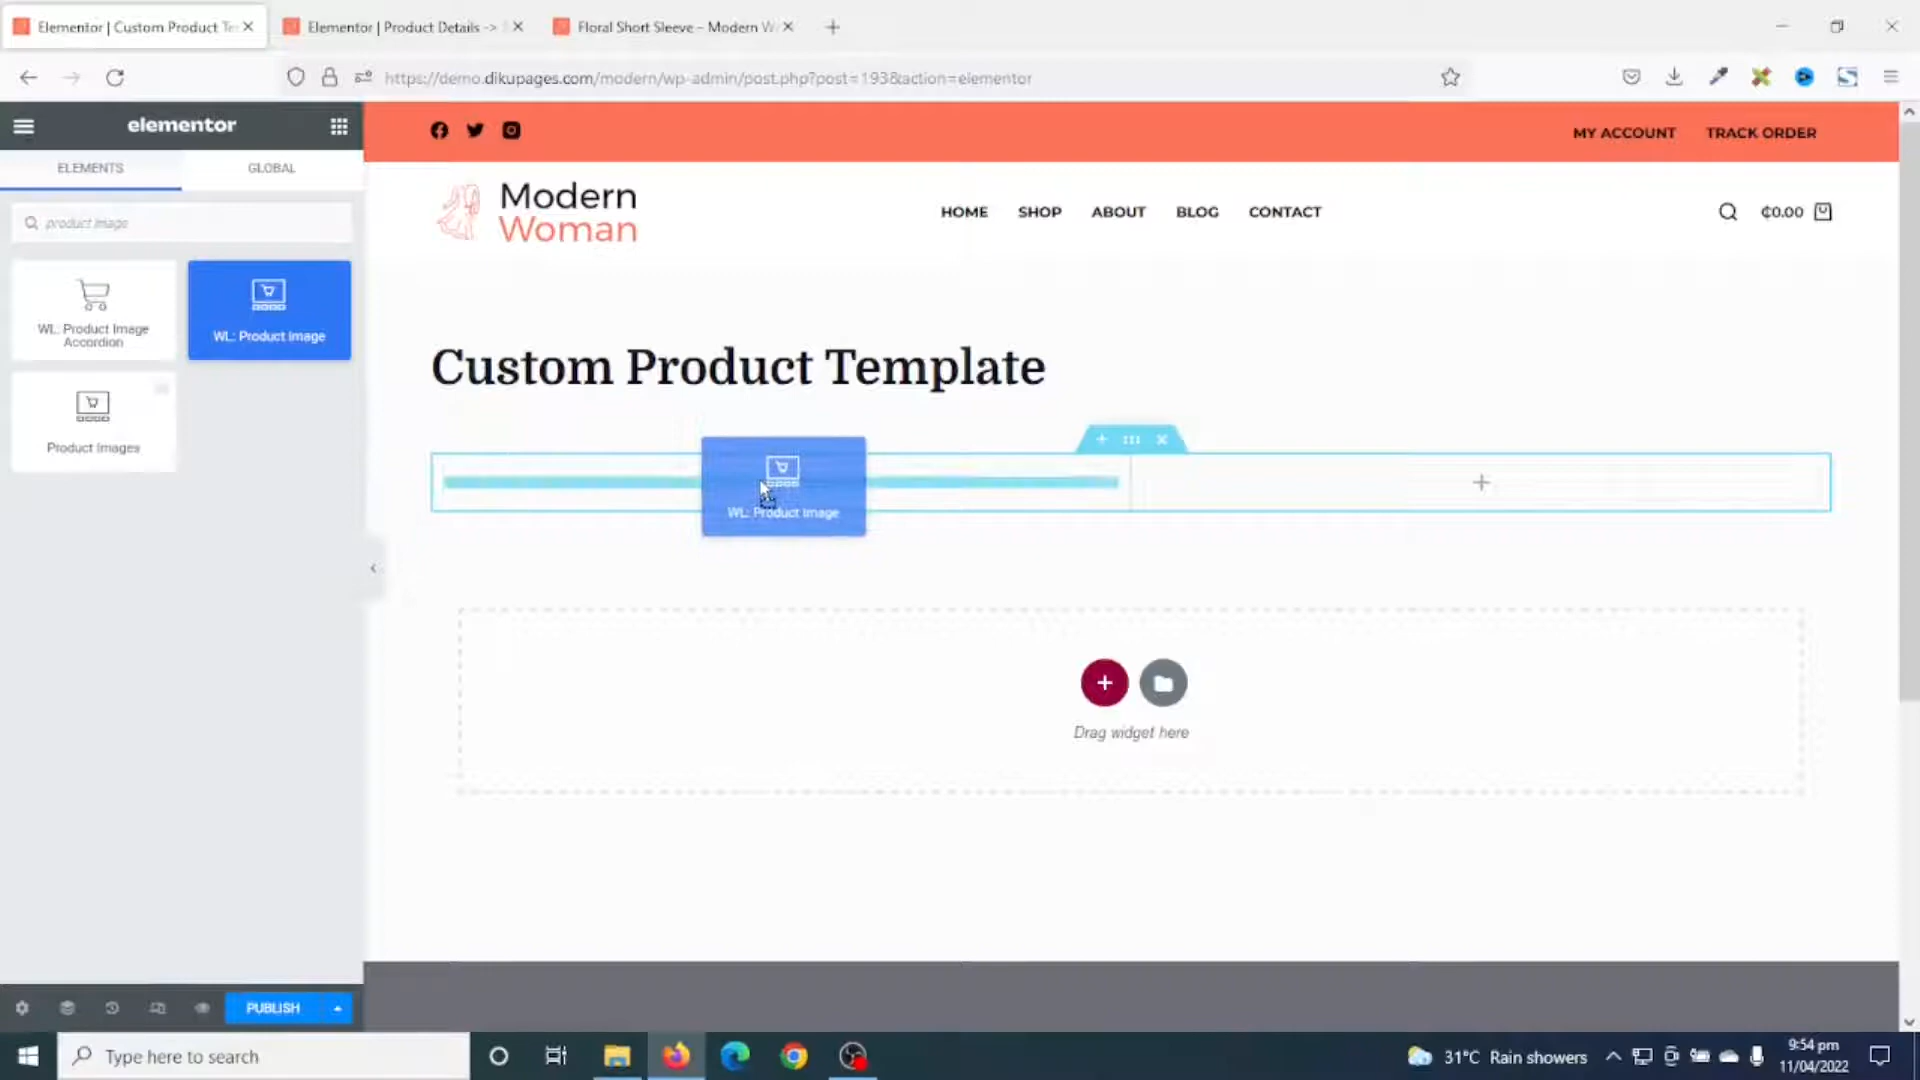 Elementor | Custom Product Te
Elementor | Product Details ->
Floral Short Sleeve – Modern W
https://demo.dikupages.com/modern/wp-admin/post.php?post=1938&action=elementor
elementor
ELEMENTS
GLOBAL
product image
WL: Product Image
Accordion
WL: Product Image
Product Images
PUBLISH
MY ACCOUNT
TRACK ORDER
Modern
Woman
HOME
SHOP
ABOUT
BLOG
CONTACT
₵0.00
Custom Product Template
WL: Product Image
Drag widget here
Type here to search
31°C Rain showers
9:54 pm
11/04/2022